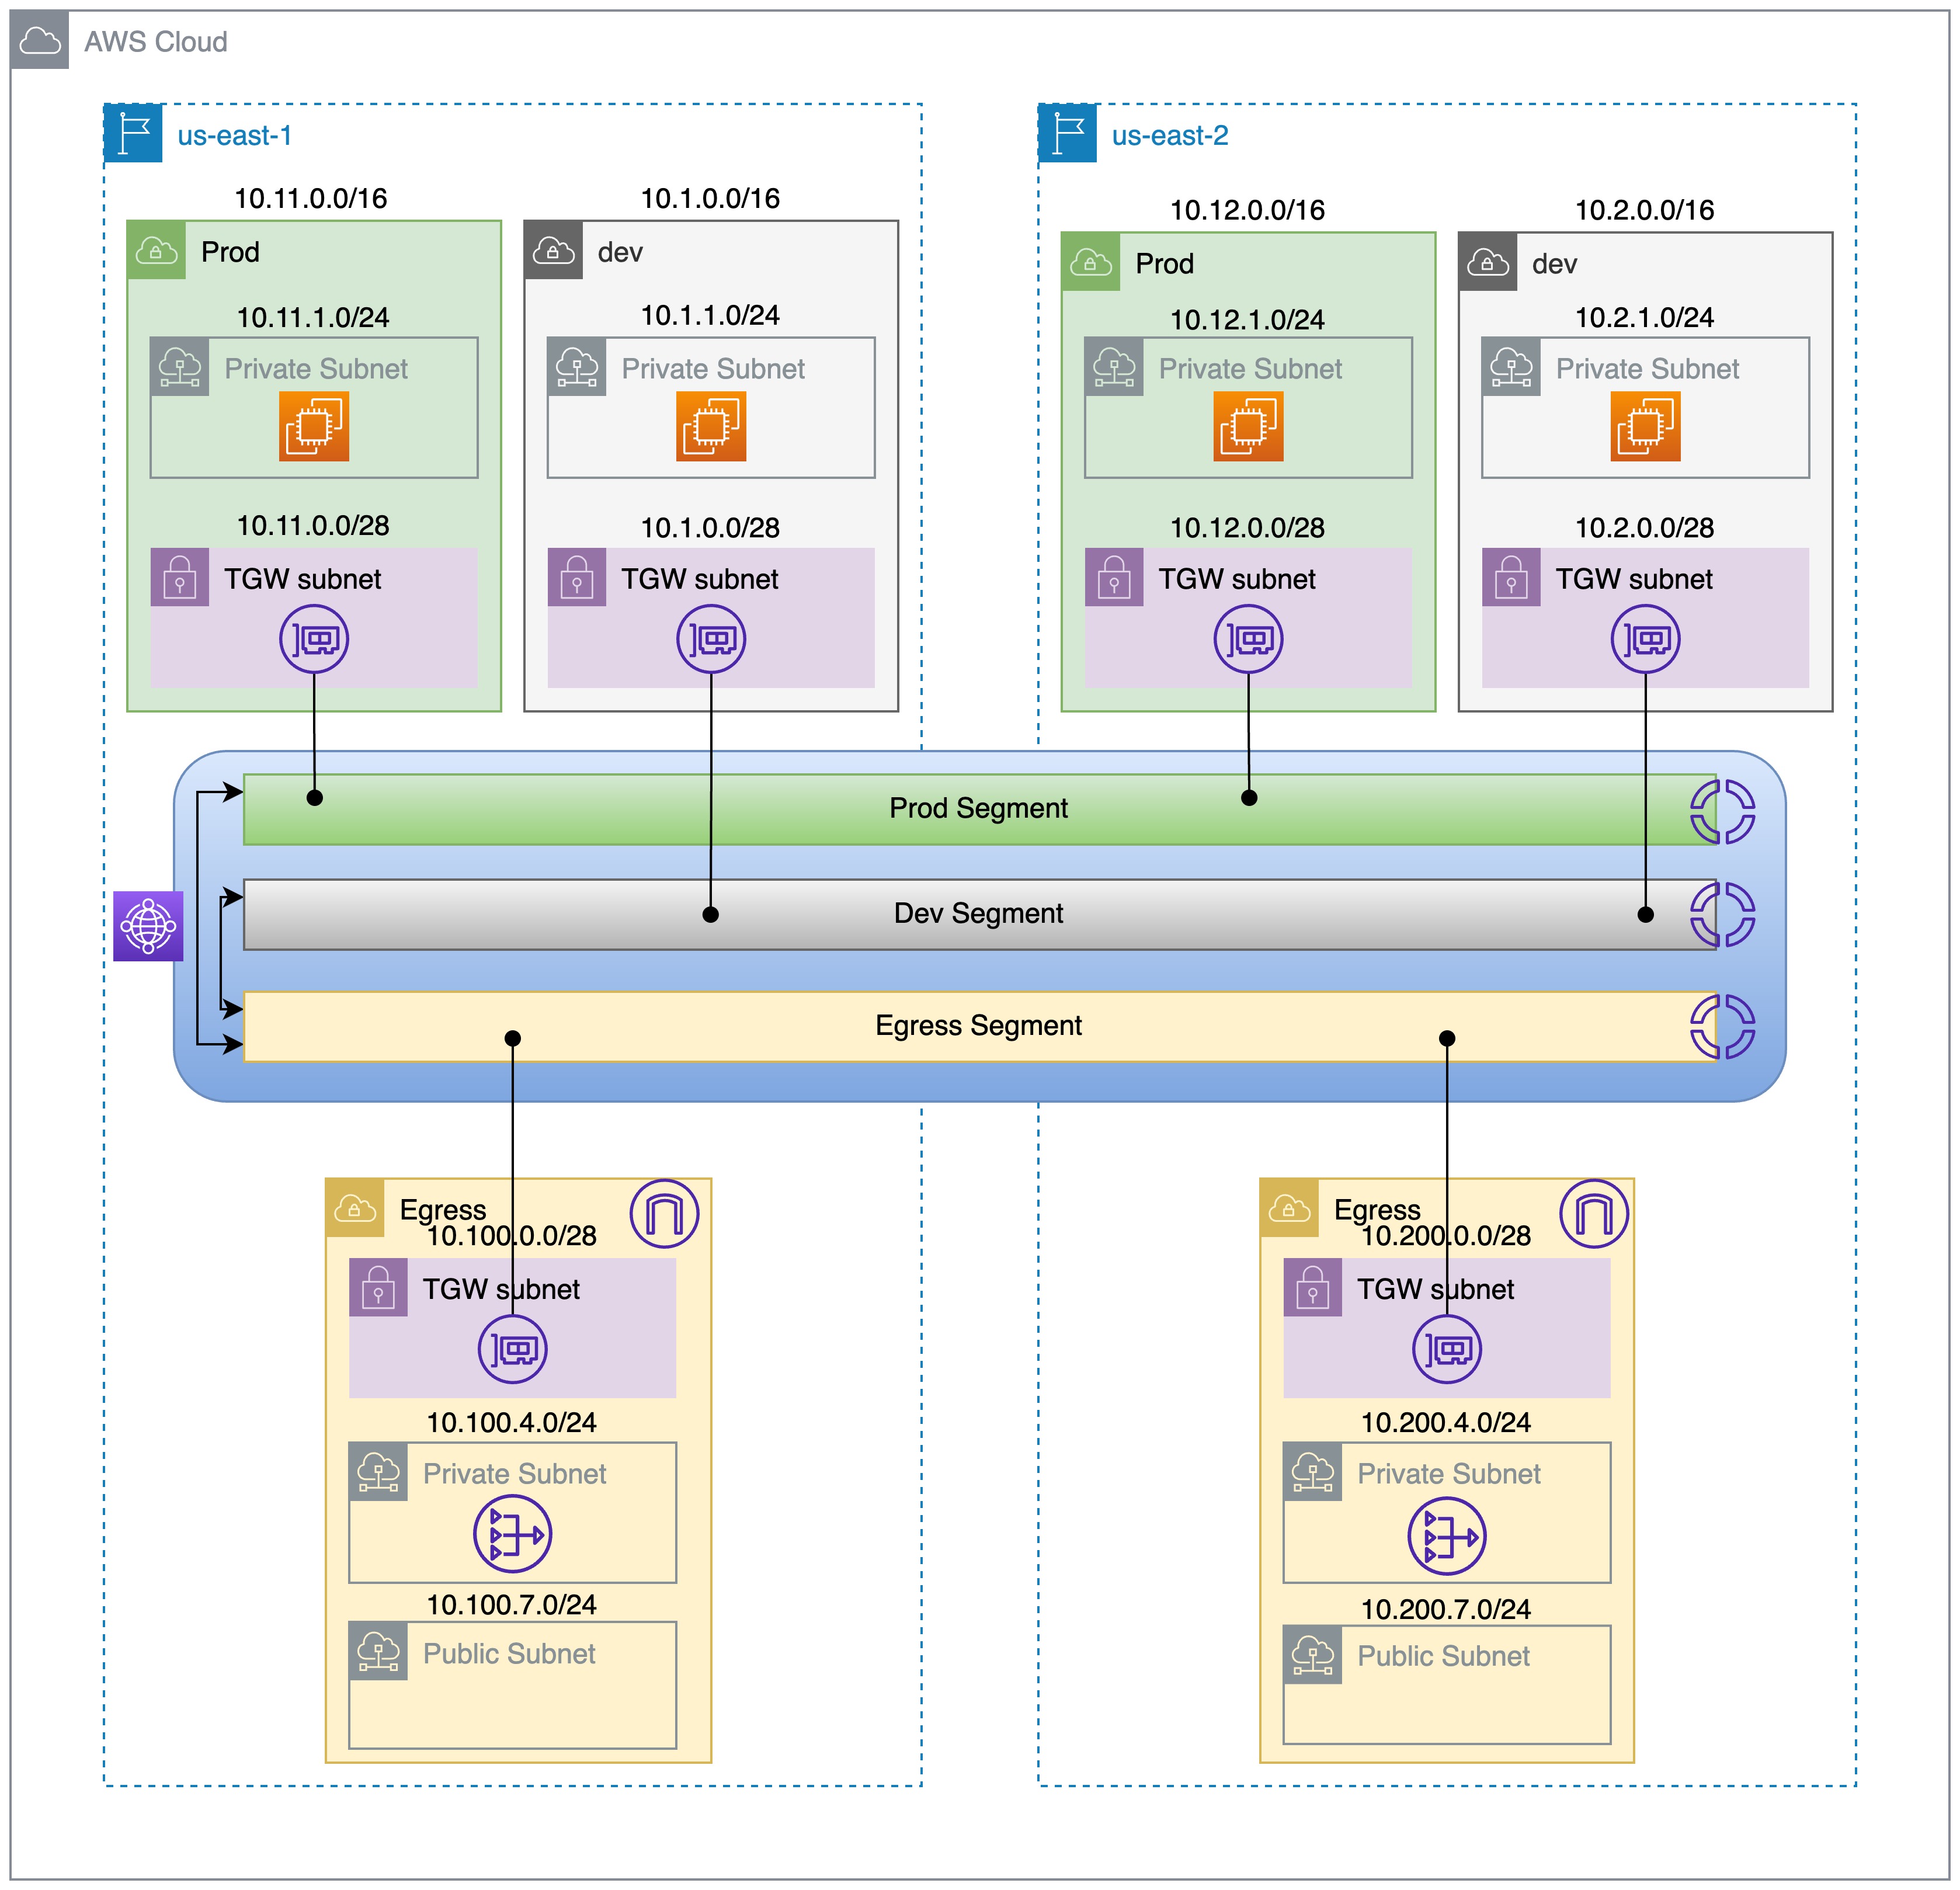 AWS Cloud
us-east-1
10.11.0.0/16
10.1.0.0/16
Prod
dev
10.11.1.0/24
10.1.1.0/24
Private Subnet
Private Subnet
10.11.0.0/28
10.1.0.0/28
TGW subnet
TGW subnet
us-east-2
10.12.0.0/16
10.2.0.0/16
Prod
dev
10.12.1.0/24
10.2.1.0/24
Private Subnet
Private Subnet
10.12.0.0/28
10.2.0.0/28
TGW subnet
TGW subnet
Prod Segment
Dev Segment
Egress Segment
Egress
10.100.0.0/28
TGW subnet
10.100.4.0/24
Private Subnet
10.100.7.0/24
Public Subnet
Egress
10.200.0.0/28
TGW subnet
10.200.4.0/24
Private Subnet
10.200.7.0/24
Public Subnet